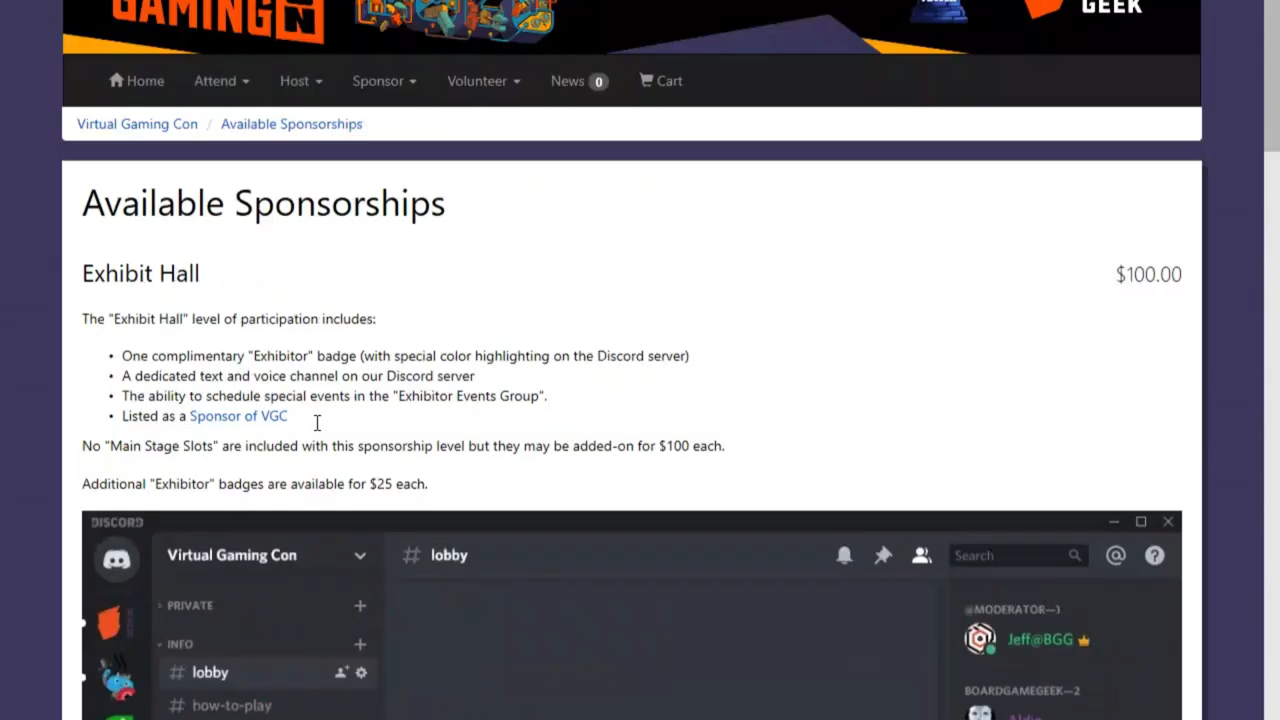 GAMING
GEEK
Home Attend Host Sponsor Volunteer News 0 Cart
Virtual Gaming Con / Available Sponsorships
Available Sponsorships
Exhibit Hall $100.00
The "Exhibit Hall" level of participation includes:
• One complimentary "Exhibitor" badge (with special color highlighting on the Discord server)
• A dedicated text and voice channel on our Discord server
• The ability to schedule special events in the "Exhibitor Events Group".
• Listed as a Sponsor of VGC
No "Main Stage Slots" are included with this sponsorship level but they may be added-on for $100 each.
Additional "Exhibitor" badges are available for $25 each.
DISCORD
Virtual Gaming Con # lobby Search @ ?
PRIVATE +
@MODERATOR—1
INFO +
Jeff@BGG
# lobby
BOARDGAMEGEEK—2
# how-to-play